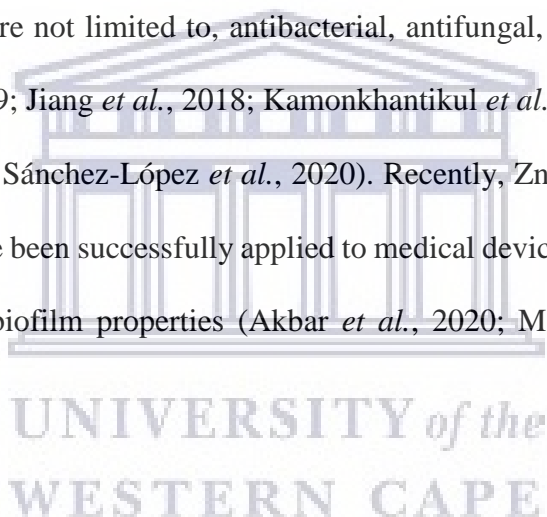 re not limited to, antibacterial, antifungal,
9; Jiang et al., 2018; Kamonkhantikul et al.
Sánchez-López et al., 2020). Recently, Zn
e been successfully applied to medical devic
biofilm properties (Akbar et al., 2020; M
UNIVERSITY of the
WESTERN CAPE